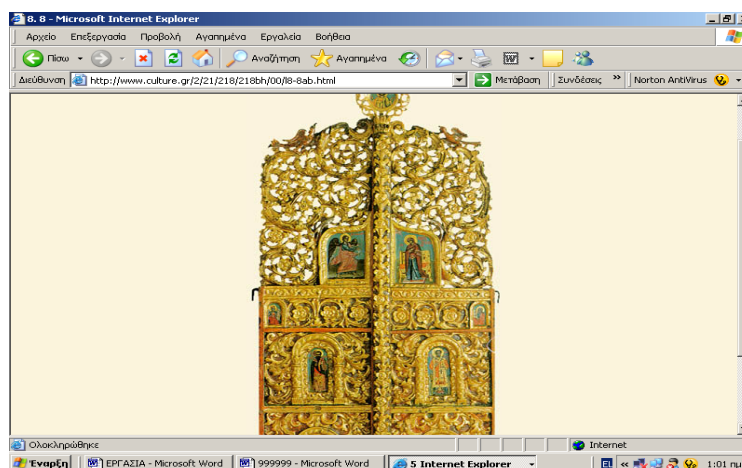 8. 8 - Microsoft Internet Explorer
Αρχείο Επεξεργασία Προβολή Αγαπημένα Εργαλεία Βοήθεια
Πίσω Αναζήτηση Αγαπημένα
Διεύθυνση http://www.culture.gr/2/21/218/218bh/00/l8-8ab.html Μετάβαση Συνδέσεις » Norton AntiVirus
Ολοκληρώθηκε Internet
Έναρξη ΕΡΓΑΣΙΑ - Microsoft Word 999999 - Microsoft Word 5 Internet Explorer EL « 1:01 πμ